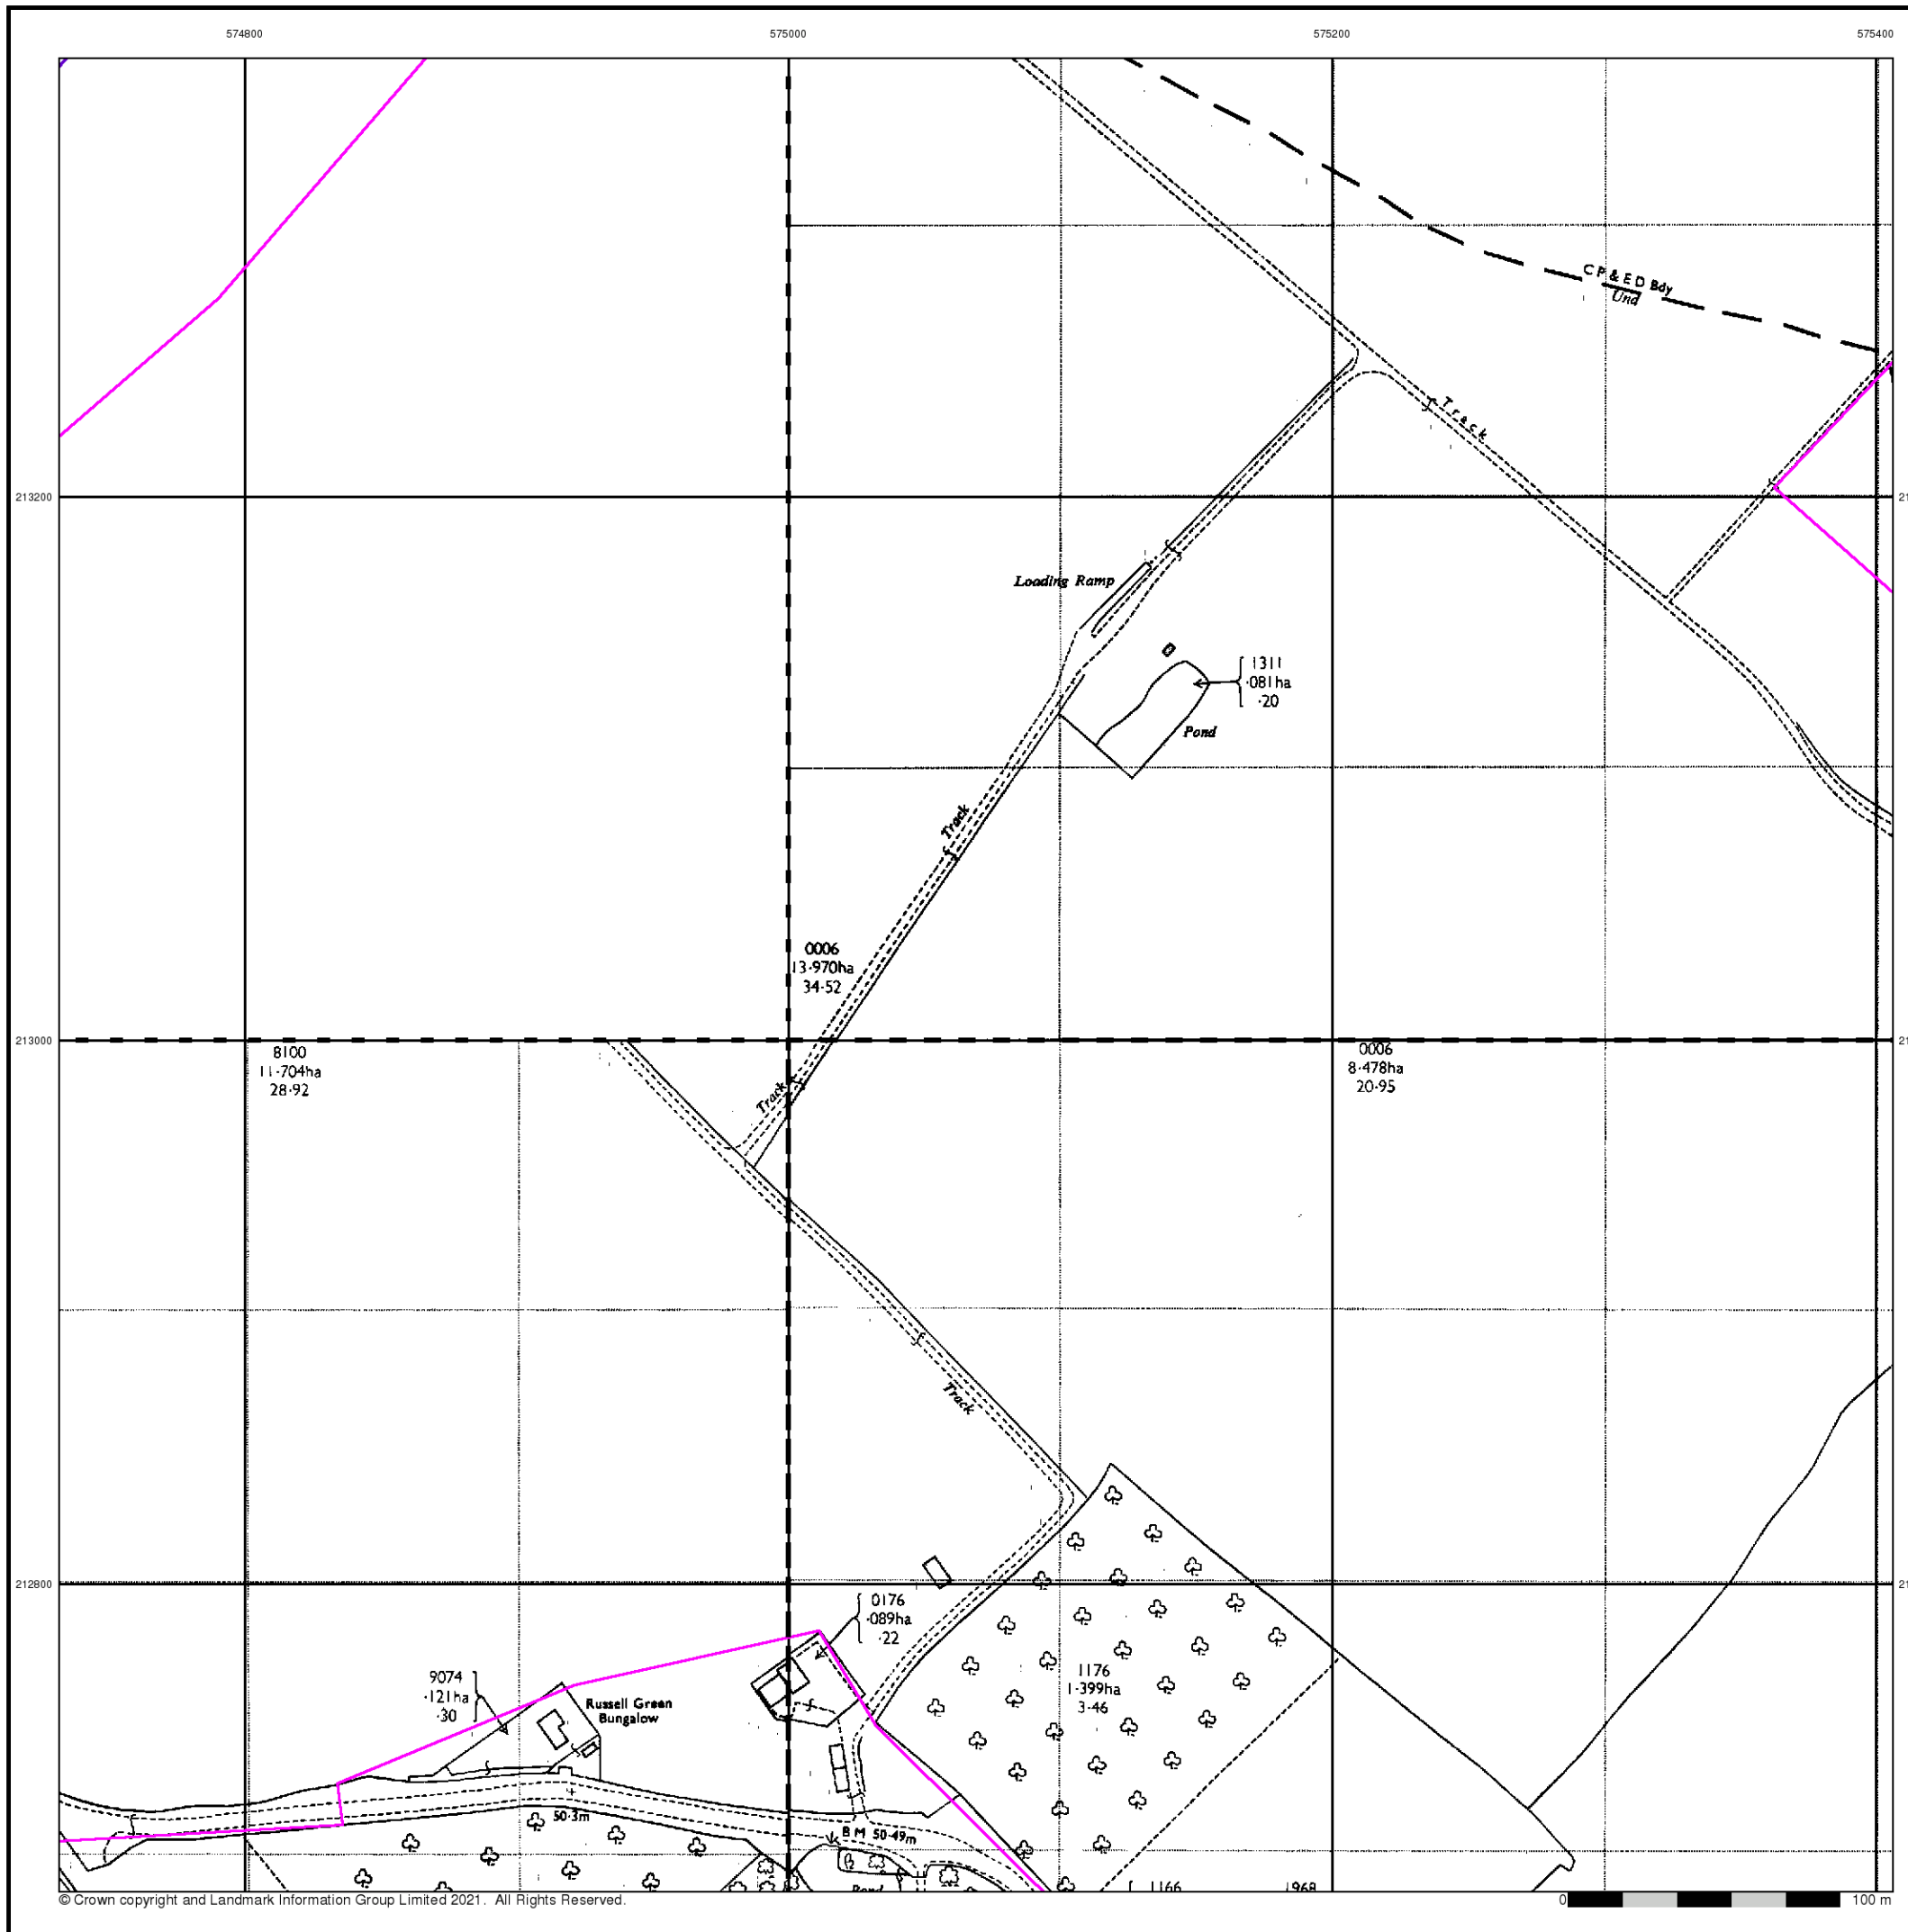 574800
575000
575200
575400
C P & E D Bdy
Und
Track
213200
Loading Ramp
1311
·081ha
·20
Pond
Track
0006
13·970ha
34·52
213000
8100
11·704ha
28·92
0006
8·478ha
20·95
Track
Track
212800
0176
·089ha
·22
9074
·121ha
·30
Russell Green
Bungalow
1176
1·399ha
3·46
50·3m
B M 50·49m
Pond
1166
1968
© Crown copyright and Landmark Information Group Limited 2021. All Rights Reserved.
0
100 m